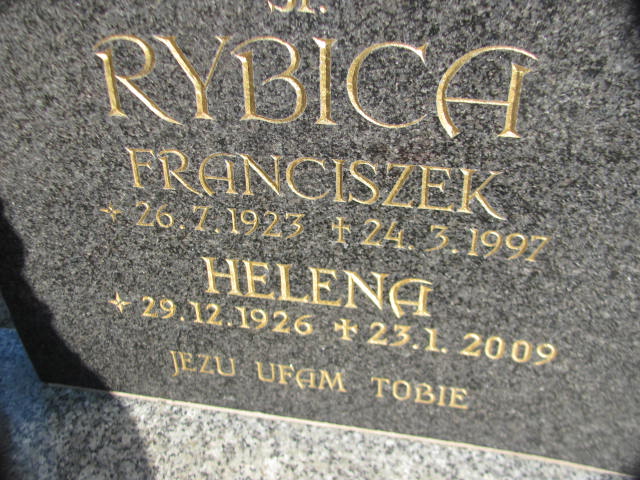 RYBICA
FRANCISZEK
✧ 26.7.1923 ✝ 24.3.1997
HELENA
✧ 29.12.1926 ✝ 23.1.2009
JEZU UFAM TOBIE